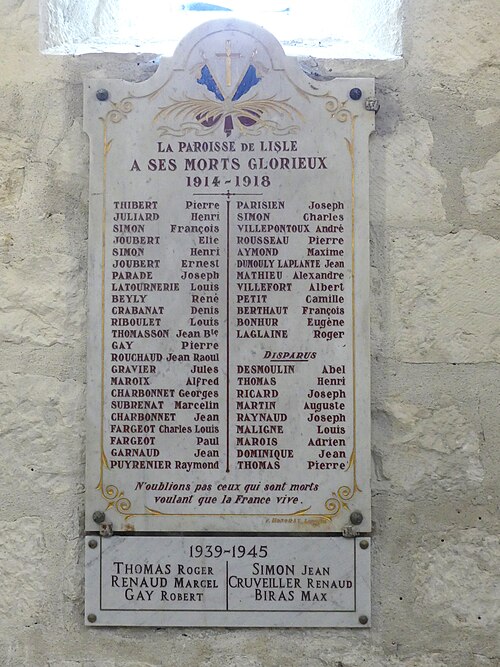 LA PAROISSE DE LISLE
A SES MORTS GLORIEUX
1914-1918
THIBERT Pierre
JULIARD Henri
SIMON François
JOUBERT Elie
SIMON Henri
JOUBERT Ernest
PARADE Joseph
LATOURNERIE Louis
BEYLY René
CRABANAT Denis
RIBOULET Louis
THOMASSON Jean Bte
GAY Pierre
ROUCHAUD Jean Raoul
GRAVIER Jules
MAROIX Alfred
CHARBONNET Georges
SUBRENAT Marcelin
CHARBONNET Jean
FARGEOT Charles Louis
FARGEOT Paul
GARNAUD Jean
PUYRENIER Raymond
PARISIEN Joseph
SIMON Charles
VILLEPONTOUX André
ROUSSEAU Pierre
AYMOND Maxime
DUMOULY LAPLANTE Jean
MATHIEU Alexandre
VILLEFORT Albert
PETIT Camille
BERTHAUT François
BONHUR Eugène
LAGLAINE Roger
DISPARUS
DESMOULIN Abel
THOMAS Henri
RICARD Joseph
MARTIN Auguste
RAYNAUD Joseph
MALIGNE Louis
MAROIS Adrien
DOMINIQUE Jean
THOMAS Pierre
N'oublions pas ceux qui sont morts
voulant que la France vive.
1939-1945
THOMAS ROGER
RENAUD MARCEL
GAY ROBERT
SIMON JEAN
CRUVEILLER RENAUD
BIRAS MAX